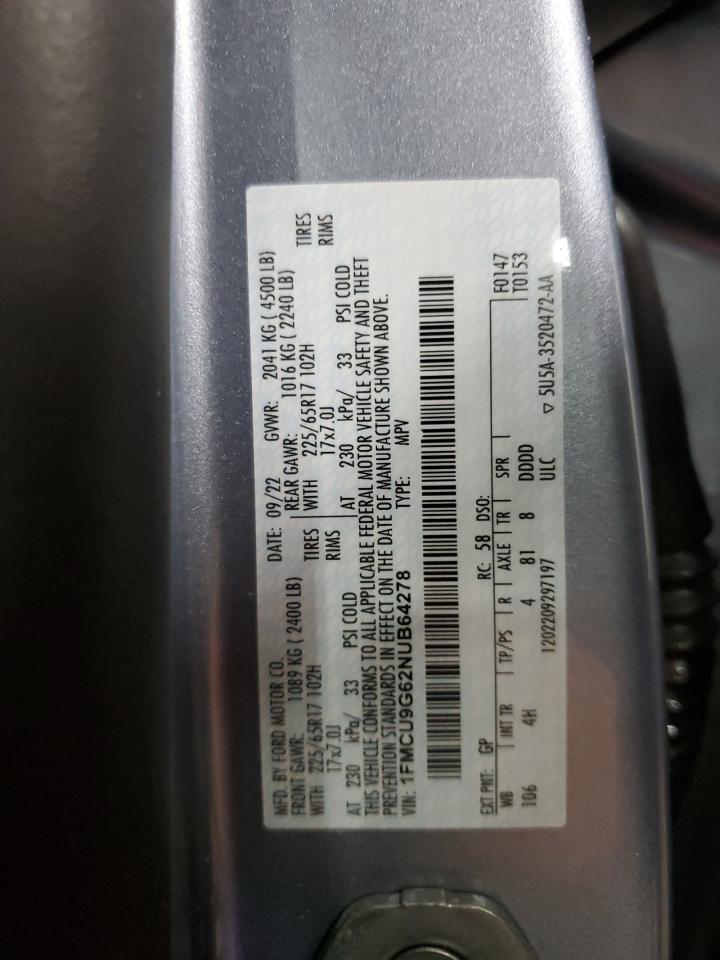 MFD. BY FORD MOTOR CO. DATE: 09/22 GVWR: 2041 KG ( 4500 LB)
FRONT GAWR: 1089 KG ( 2400 LB) REAR GAWR: 1016 KG ( 2240 LB)
WITH 225/65R17 102H TIRES WITH 225/65R17 102H TIRES
17x7.0J RIMS 17x7.0J RIMS
AT 230 kPa/ 33 PSI COLD AT 230 kPa/ 33 PSI COLD
THIS VEHICLE CONFORMS TO ALL APPLICABLE FEDERAL MOTOR VEHICLE SAFETY AND THEFT
PREVENTION STANDARDS IN EFFECT ON THE DATE OF MANUFACTURE SHOWN ABOVE.
VIN: 1FMCU9G62NUB64278 TYPE: MPV
EXT PNT: GP RC: 58 DSO: F0147
WB INT TR TP/PS R AXLE TR SPR T0153
106 4H 4 81 8 DDDD
1202209297197 ULC ▽ 5U5A-3520472-AA